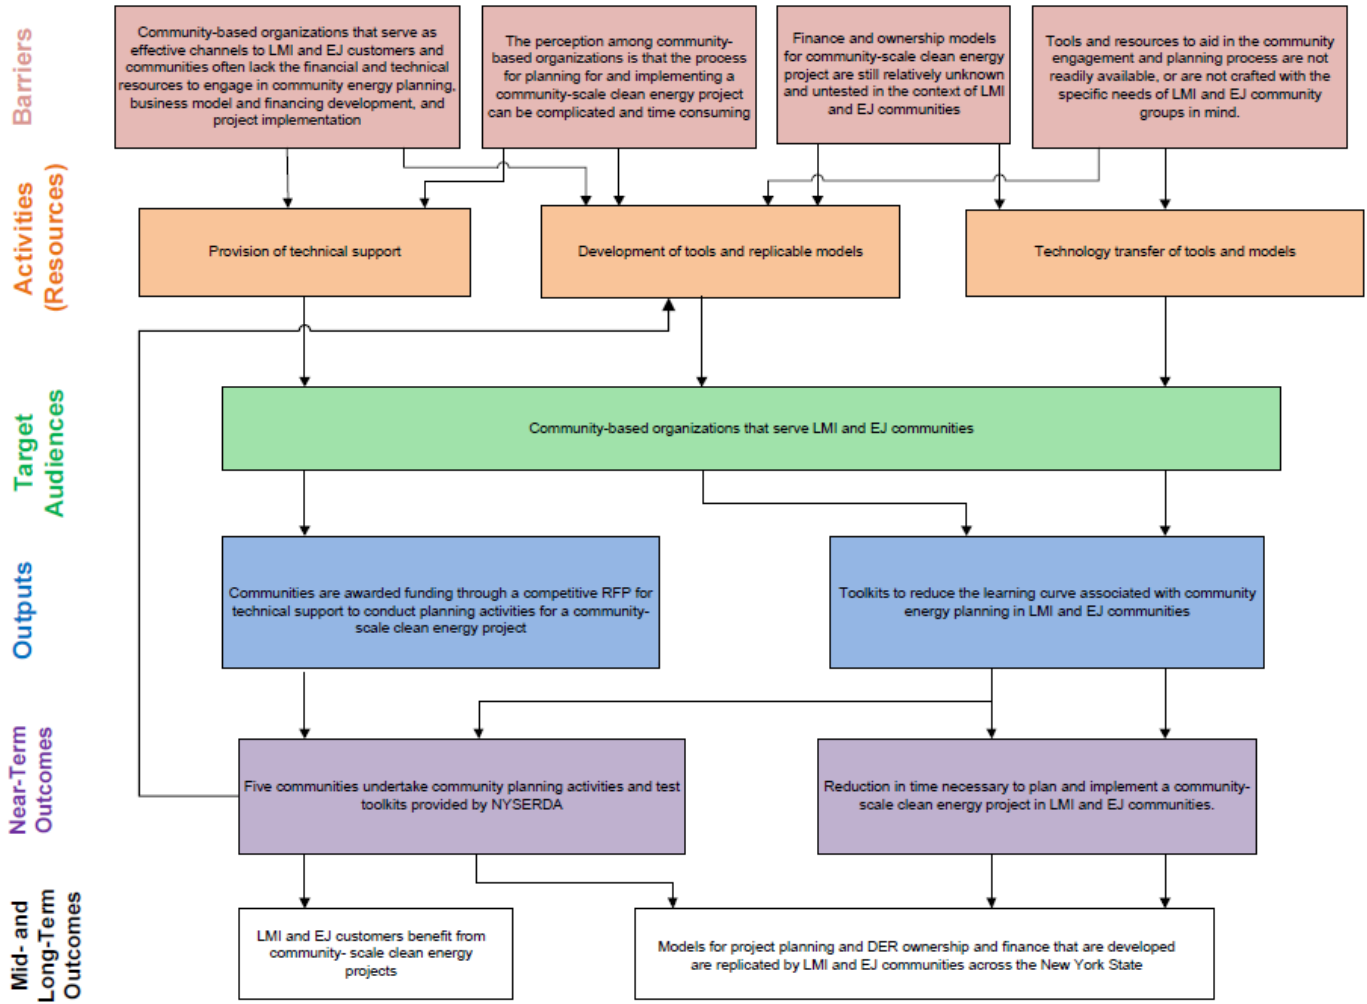 Barriers
Community-based organizations that serve as
effective channels to LMI and EJ customers and
communities often lack the financial and technical
resources to engage in community energy planning,
business model and financing development, and
project implementation
The perception among community-
based organizations is that the process
for planning for and implementing a
community-scale clean energy project
can be complicated and time consuming
Finance and ownership models
for community-scale clean energy
project are still relatively unknown
and untested in the context of LMI
and EJ communities
Tools and resources to aid in the community
engagement and planning process are not
readily available, or are not crafted with the
specific needs of LMI and EJ community
groups in mind.
Activities
(Resources)
Provision of technical support
Development of tools and replicable models
Technology transfer of tools and models
Target
Audiences
Community-based organizations that serve LMI and EJ communities
Outputs
Communities are awarded funding through a competitive RFP for
technical support to conduct planning activities for a community-
scale clean energy project
Toolkits to reduce the learning curve associated with community
energy planning in LMI and EJ communities
Near-Term
Outcomes
Five communities undertake community planning activities and test
toolkits provided by NYSERDA
Reduction in time necessary to plan and implement a community-
scale clean energy project in LMI and EJ communities.
Mid- and
Long-Term
Outcomes
LMI and EJ customers benefit from
community- scale clean energy
projects
Models for project planning and DER ownership and finance that are developed
are replicated by LMI and EJ communities across the New York State